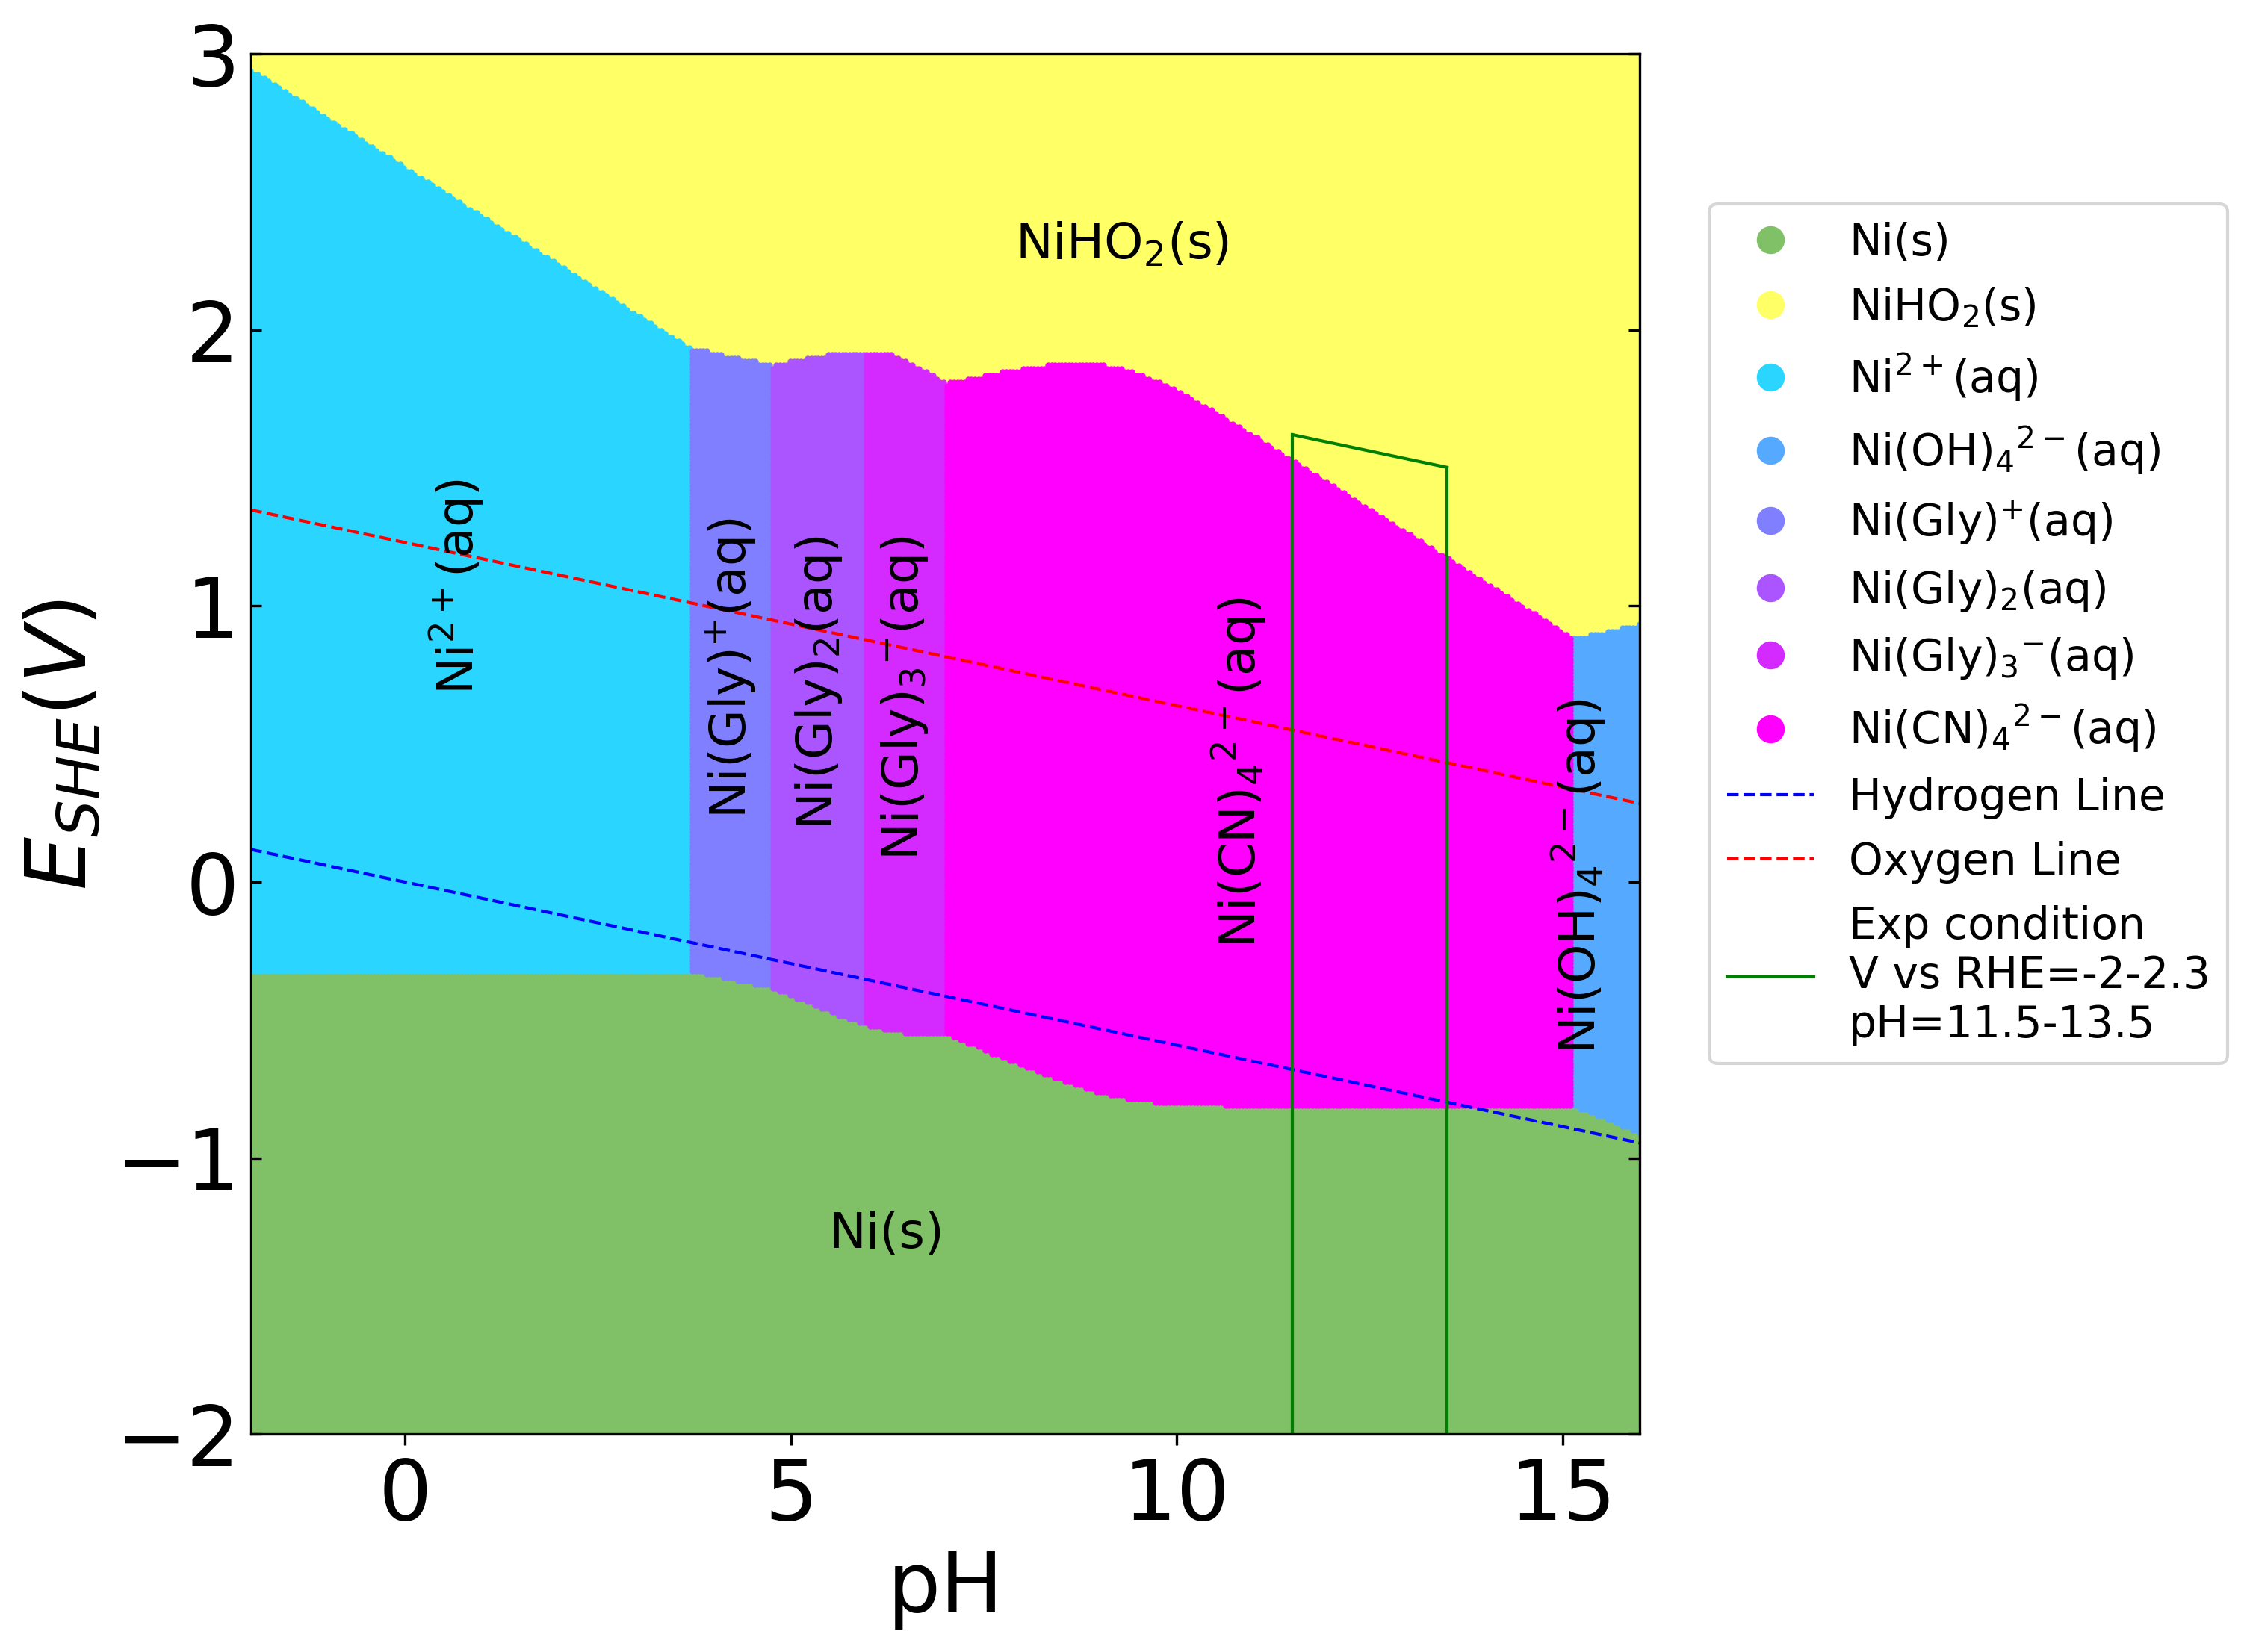 3
2
1
0
−1
−2
E_SHE(V)
0
5
10
15
pH
NiHO₂(s)
Ni²⁺(aq)
Ni(Gly)⁺(aq)
Ni(Gly)₂(aq)
Ni(Gly)₃⁻(aq)
Ni(CN)₄²⁻(aq)
Ni(OH)₄²⁻(aq)
Ni(s)
Ni(s)
NiHO₂(s)
Ni²⁺(aq)
Ni(OH)₄²⁻(aq)
Ni(Gly)⁺(aq)
Ni(Gly)₂(aq)
Ni(Gly)₃⁻(aq)
Ni(CN)₄²⁻(aq)
Hydrogen Line
Oxygen Line
Exp condition
V vs RHE=-2-2.3
pH=11.5-13.5